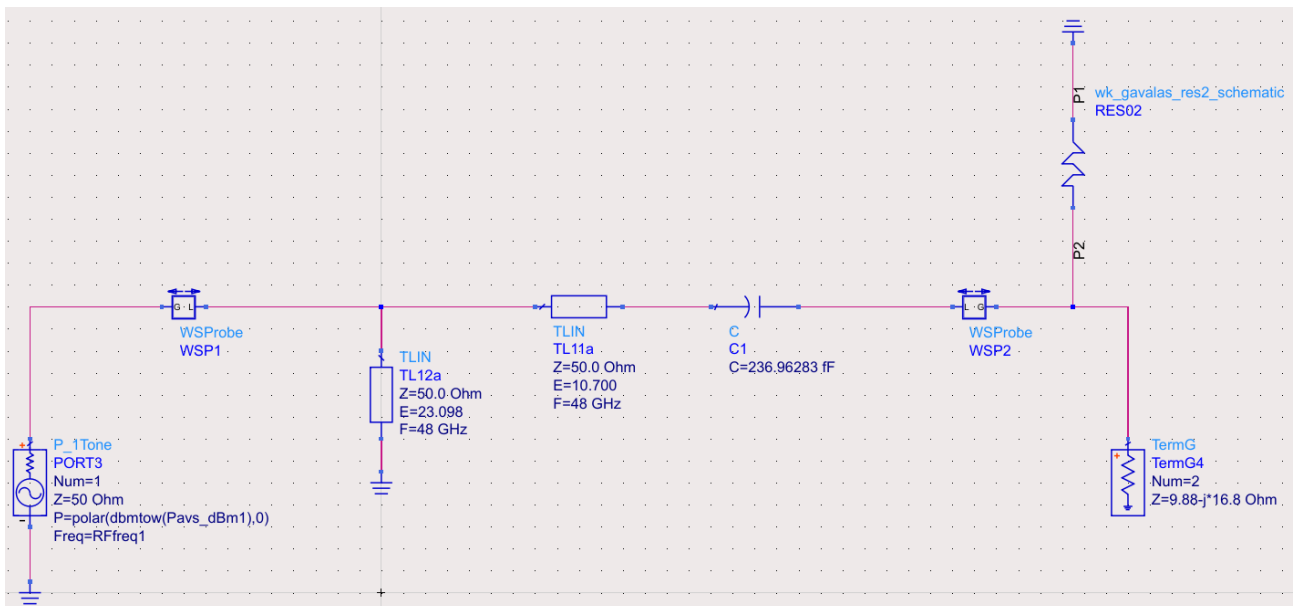 P1
wk_gavalas_res2_schematic
RES02
P2
G L
WSProbe
WSP1
TLIN
TL12a
Z=50.0 Ohm
E=23.098
F=48 GHz
TLIN
TL11a
Z=50.0 Ohm
E=10.700
F=48 GHz
C
C1
C=236.96283 fF
L G
WSProbe
WSP2
+
P_1Tone
PORT3
Num=1
Z=50 Ohm
P=polar(dbmtow(Pavs_dBm1),0)
Freq=RFfreq1
-
+
TermG
TermG4
Num=2
Z=9.88-j*16.8 Ohm